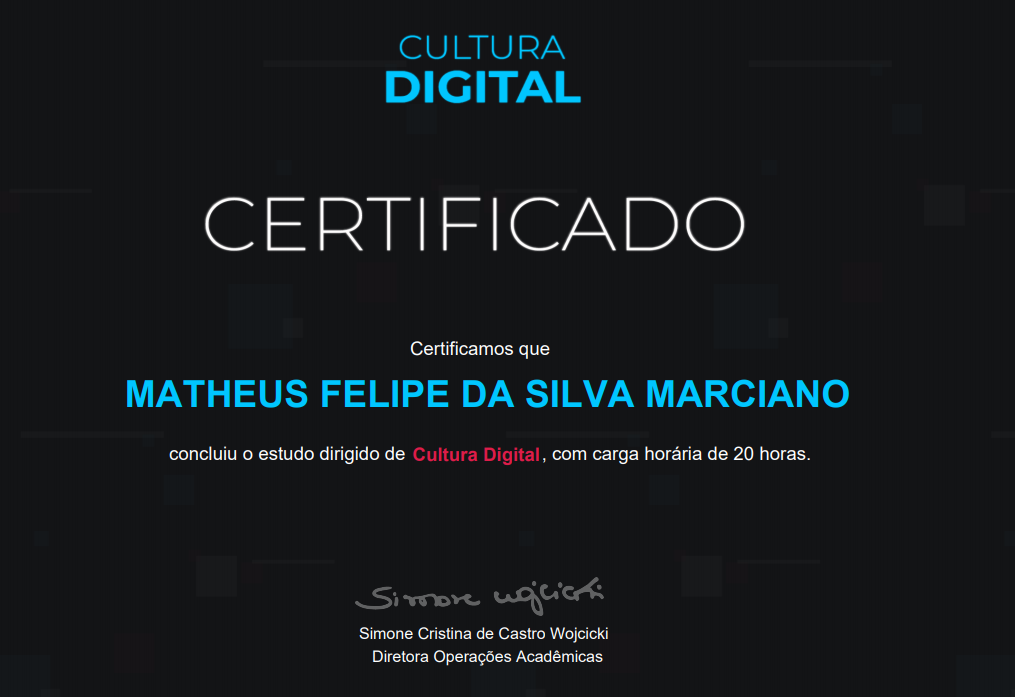 CULTURA
DIGITAL
CERTIFICADO
Certificamos que
MATHEUS FELIPE DA SILVA MARCIANO
concluiu o estudo dirigido de Cultura Digital, com carga horária de 20 horas.
Simone Wojcicki
Simone Cristina de Castro Wojcicki
Diretora Operações Acadêmicas